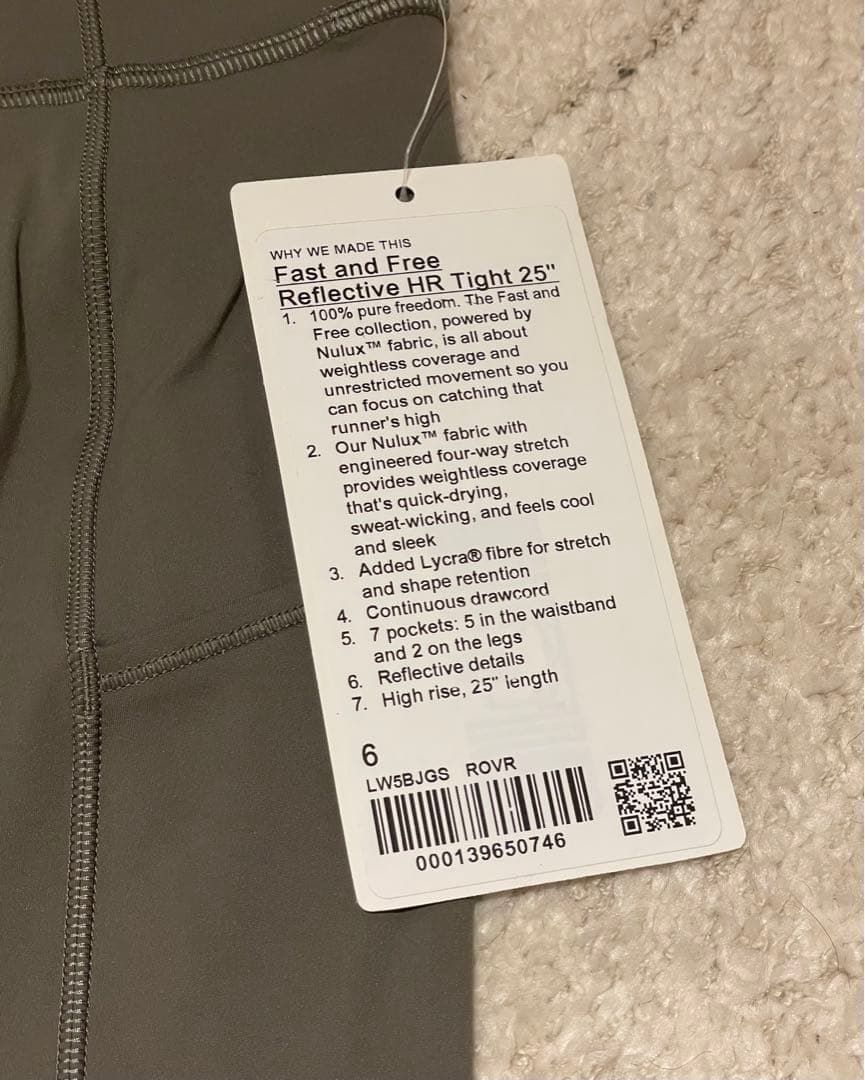 WHY WE MADE THIS
Fast and Free
Reflective HR Tight 25"
1. 100% pure freedom. The Fast and
Free collection, powered by
Nulux™ fabric, is all about
weightless coverage and
unrestricted movement so you
can focus on catching that
runner's high
2. Our Nulux™ fabric with
engineered four-way stretch
provides weightless coverage
that's quick-drying,
sweat-wicking, and feels cool
and sleek
3. Added Lycra® fibre for stretch
and shape retention
4. Continuous drawcord
5. 7 pockets: 5 in the waistband
and 2 on the legs
6. Reflective details
7. High rise, 25" length
6
LW5BJGS ROVR
000139650746